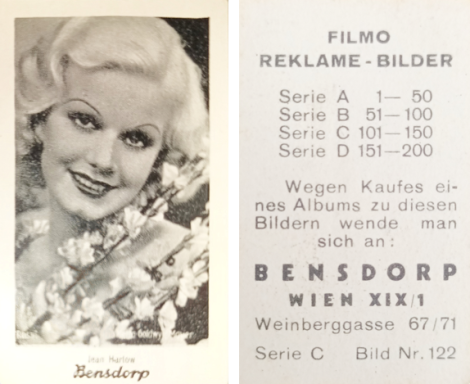 Goldwyn
Jean Harlow
Bensdorp
FILMO
REKLAME - BILDER
Serie A 1— 50
Serie B 51—100
Serie C 101—150
Serie D 151—200
Wegen Kaufes ei-
nes Albums zu diesen
Bildern wende man
sich an:
BENSDORP
WIEN XIX/1
Weinberggasse 67/71
Serie C Bild Nr. 122